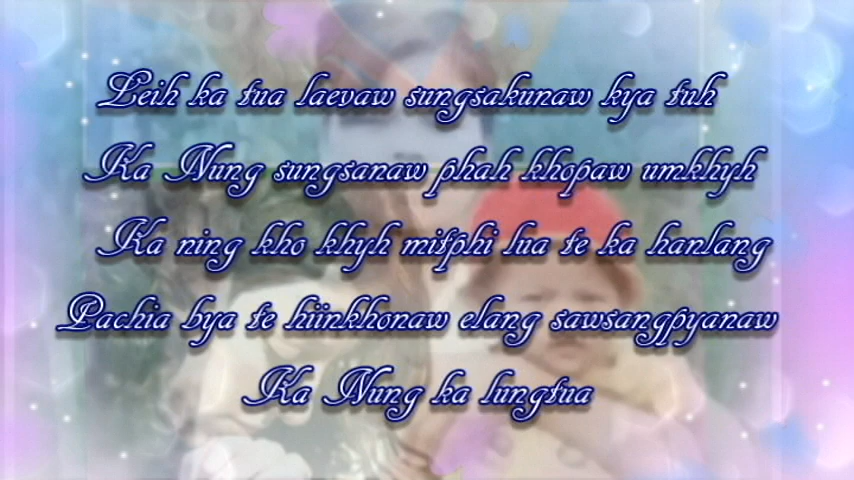 Leih ka tua laevaw sungsakunaw kya tuh
Ka Nung sungsanaw phah khopaw umkhyh
Ka ning kho khyh mitphi lua te ka hanlang
Pachia bya te hiinkhonaw elang sawsangpyanaw
Ka Nung ka lungtua